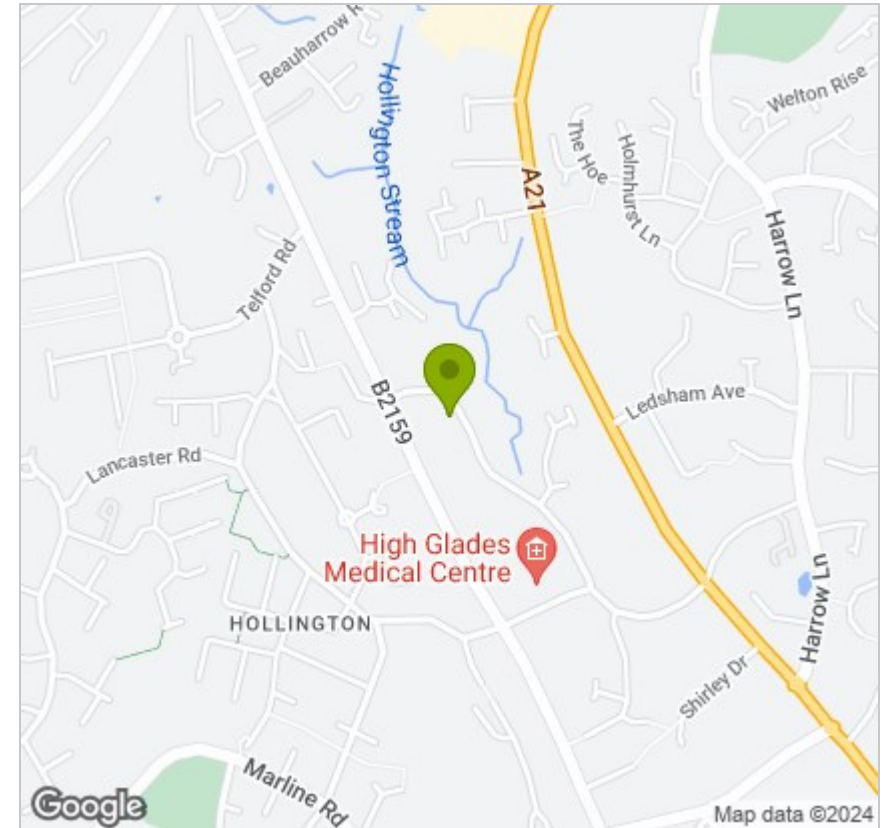 Beauharrow R
Hollington Stream
Welton Rise
The Hoe
Holmhurst Ln
A21
Harrow Ln
Telford Rd
B2159
Ledsham Ave
Lancaster Rd
High Glades
Medical Centre
HOLLINGTON
Harrow Ln
Shirley Dr
Marline Rd
Google
Map data ©2024